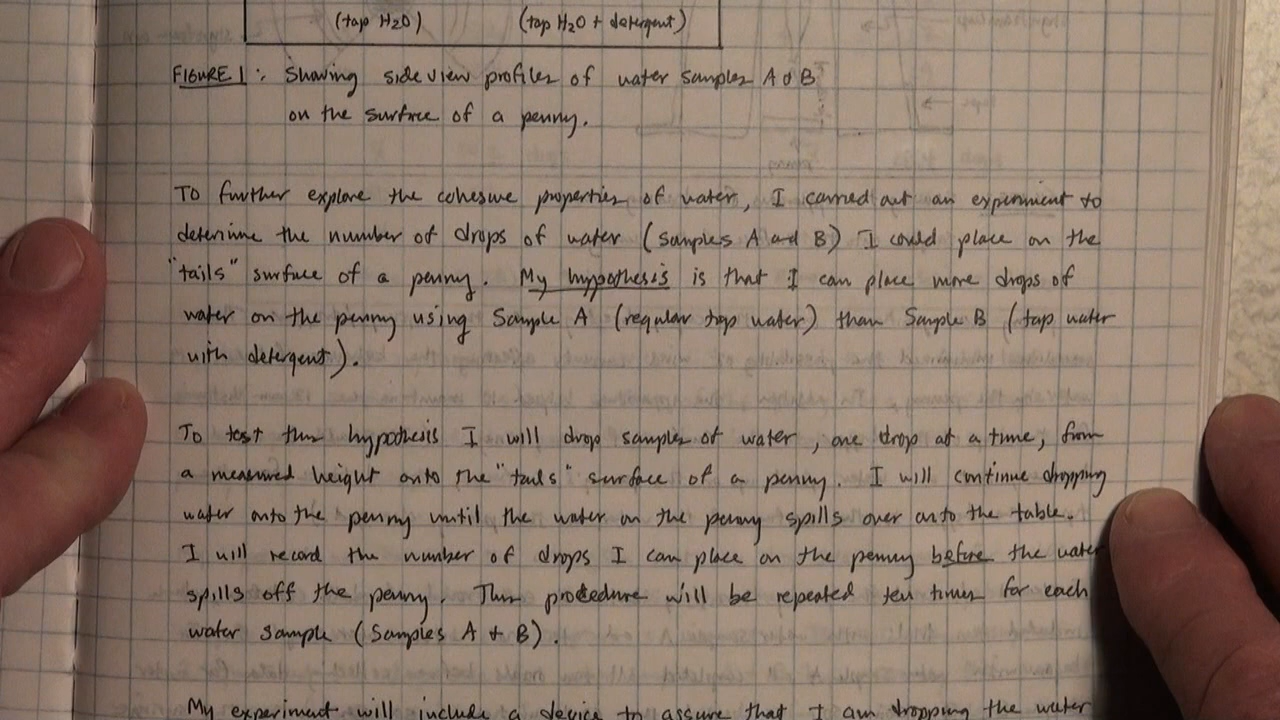 (tap H2O) (tap H2O + detergent)
FIGURE 1: Showing side view profiles of water samples A & B
on the surface of a penny.
To further explore the cohesive properties of water, I carried out an experiment to
determine the number of drops of water (samples A and B) I could place on the
"tails" surface of a penny. My hypothesis is that I can place more drops of
water on the penny using Sample A (regular tap water) than Sample B (tap water
with detergent).
To test this hypothesis I will drop samples of water, one drop at a time, from
a measured height onto the "tails" surface of a penny. I will continue dropping
water onto the penny until the water on the penny spills over onto the table.
I will record the number of drops I can place on the penny before the water
spills off the penny. This procedure will be repeated ten times for each
water sample (Samples A + B).
My experiment will include a device to assure that I am dropping the water